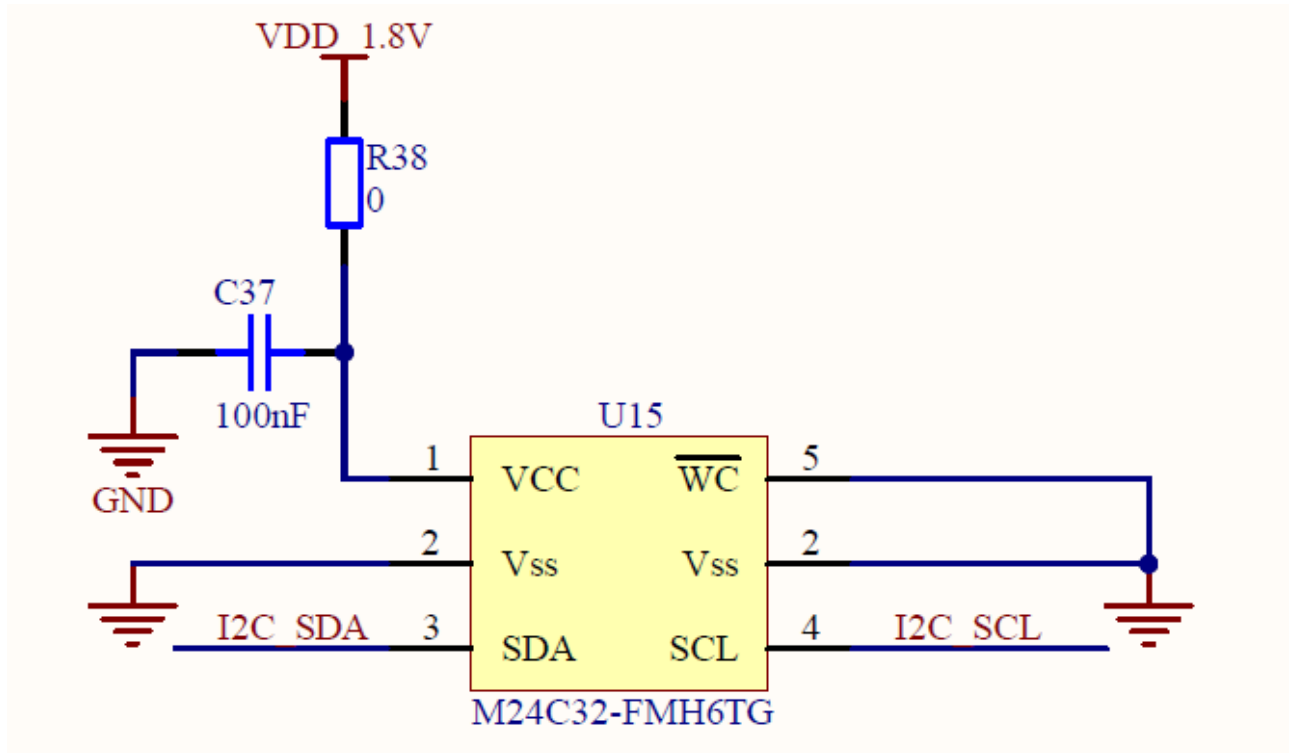 VDD_1.8V
R38
0
C37
100nF
GND
U15
1 VCC WC 5
2 Vss Vss 2
I2C_SDA 3 SDA SCL 4 I2C_SCL
M24C32-FMH6TG